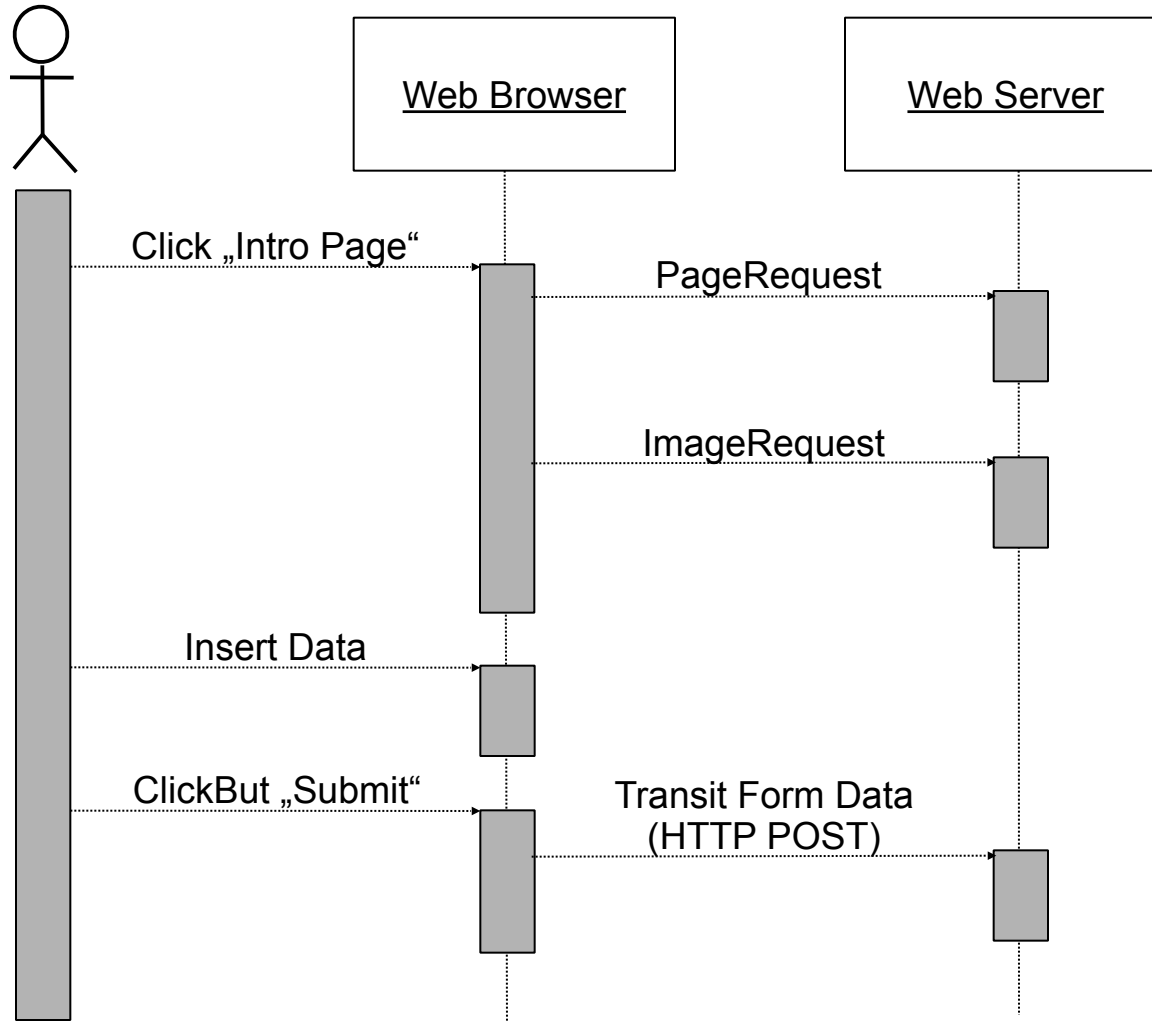 Web Browser
Web Server
Click „Intro Page“
PageRequest
ImageRequest
Insert Data
ClickBut „Submit“
Transit Form Data
(HTTP POST)